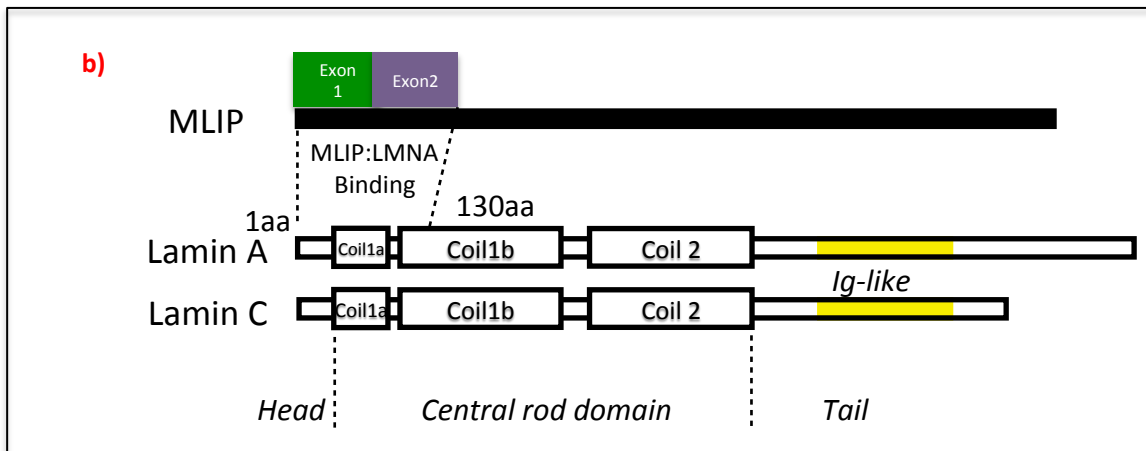 b)
Exon
1
Exon2
MLIP
MLIP:LMNA
Binding
1aa
130aa
Lamin A
Coil1a
Coil1b
Coil 2
Ig-like
Lamin C
Coil1a
Coil1b
Coil 2
Head
Central rod domain
Tail